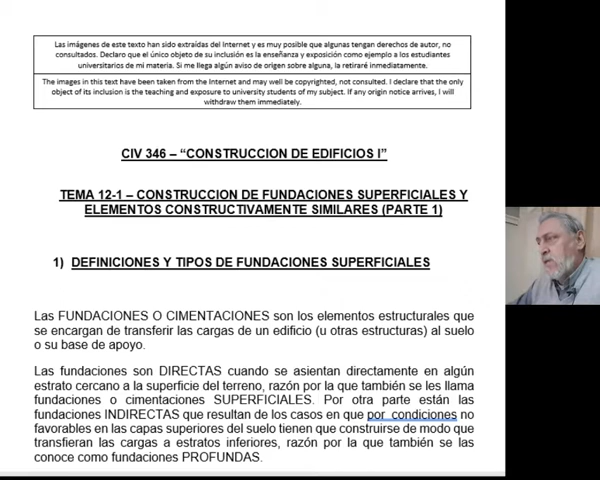 Las imágenes de este texto han sido extraídas del Internet y es muy posible que algunas tengan derechos de autor, no
consultados. Declaro que el único objeto de su inclusión es la enseñanza y exposición como ejemplo a los estudiantes
universitarios de mi materia. Si me llega algún aviso de origen sobre alguna, la retiraré inmediatamente.
The images in this text have been taken from the Internet and may well be copyrighted, not consulted. I declare that the only
object of its inclusion is the teaching and exposure to university students of my subject. If any origin notice arrives, I will
withdraw them immediately.
CIV 346 – “CONSTRUCCION DE EDIFICIOS I”
TEMA 12-1 – CONSTRUCCION DE FUNDACIONES SUPERFICIALES Y
ELEMENTOS CONSTRUCTIVAMENTE SIMILARES (PARTE 1)
1) DEFINICIONES Y TIPOS DE FUNDACIONES SUPERFICIALES
Las FUNDACIONES O CIMENTACIONES son los elementos estructurales que
se encargan de transferir las cargas de un edificio (u otras estructuras) al suelo
o su base de apoyo.
Las fundaciones son DIRECTAS cuando se asientan directamente en algún
estrato cercano a la superficie del terreno, razón por la que también se les llama
fundaciones o cimentaciones SUPERFICIALES. Por otra parte están las
fundaciones INDIRECTAS que resultan de los casos en que por condiciones no
favorables en las capas superiores del suelo tienen que construirse de modo que
transfieran las cargas a estratos inferiores, razón por la que también se las
conoce como fundaciones PROFUNDAS.